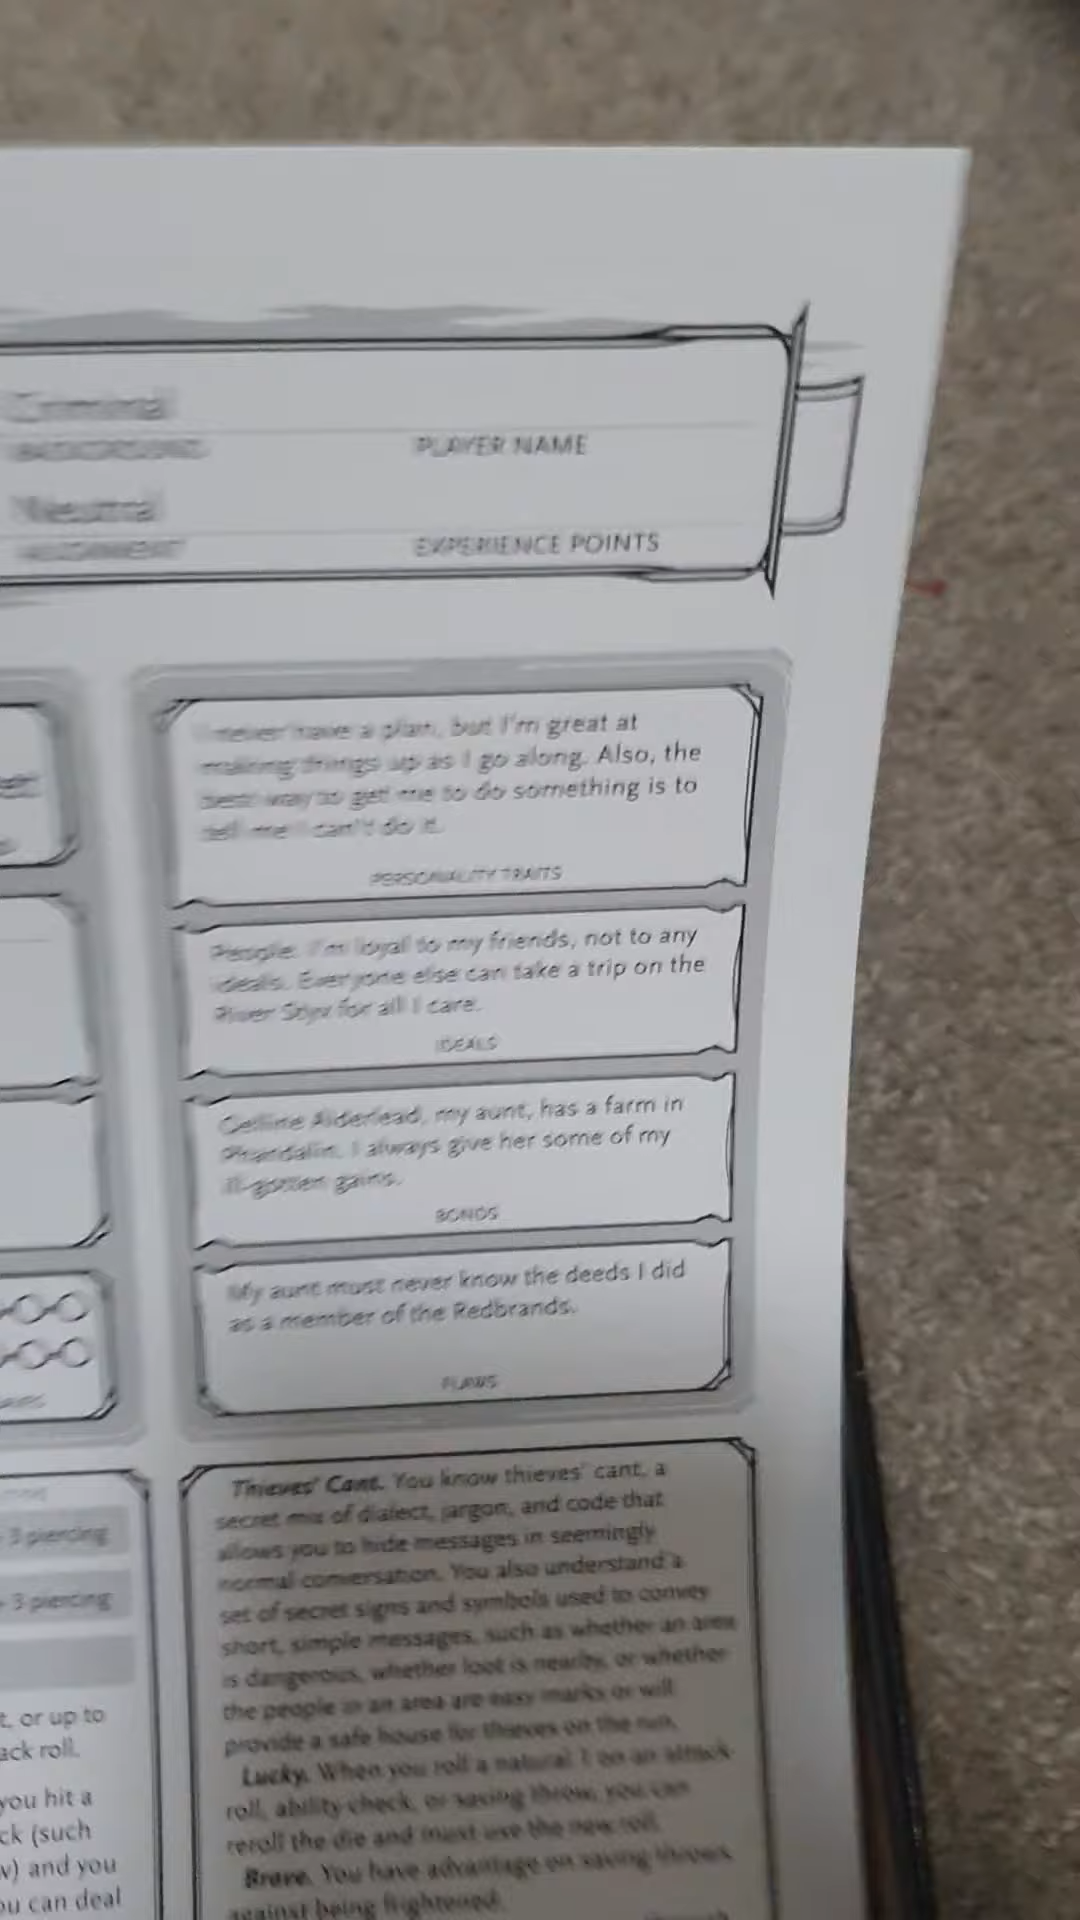 Criminal
BACKGROUND
PLAYER NAME
Neutral
ALIGNMENT
EXPERIENCE POINTS
I never have a plan, but I'm great at
making things up as I go along. Also, the
best way to get me to do something is to
tell me I can't do it.
PERSONALITY TRAITS
People. I'm loyal to my friends, not to any
ideals. Everyone else can take a trip on the
River Styx for all I care.
IDEALS
Qelline Alderleaf, my aunt, has a farm in
Phandalin. I always give her some of my
ill-gotten gains.
BONDS
My aunt must never know the deeds I did
as a member of the Redbrands.
FLAWS
3 piercing
3 piercing
t, or up to
ack roll.
you hit a
ck (such
w) and you
ou can deal
Thieves' Cant. You know thieves' cant, a
secret mix of dialect, jargon, and code that
allows you to hide messages in seemingly
normal conversation. You also understand a
set of secret signs and symbols used to convey
short, simple messages, such as whether an area
is dangerous, whether loot is nearby, or whether
the people in an area are easy marks or will
provide a safe house for thieves on the run.
Lucky. When you roll a natural 1 on an attack
roll, ability check, or saving throw, you can
reroll the die and must use the new roll.
Brave. You have advantage on saving throws
against being frightened.